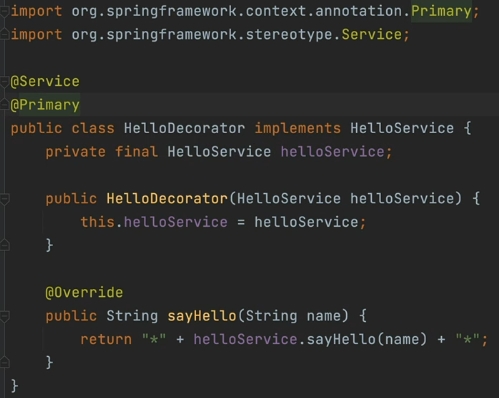 import org.springframework.context.annotation.Primary;
import org.springframework.stereotype.Service;
@Service
@Primary
public class HelloDecorator implements HelloService {
private final HelloService helloService;
public HelloDecorator(HelloService helloService) {
this.helloService = helloService;
}
@Override
public String sayHello(String name) {
return "*" + helloService.sayHello(name) + "*";
}
}